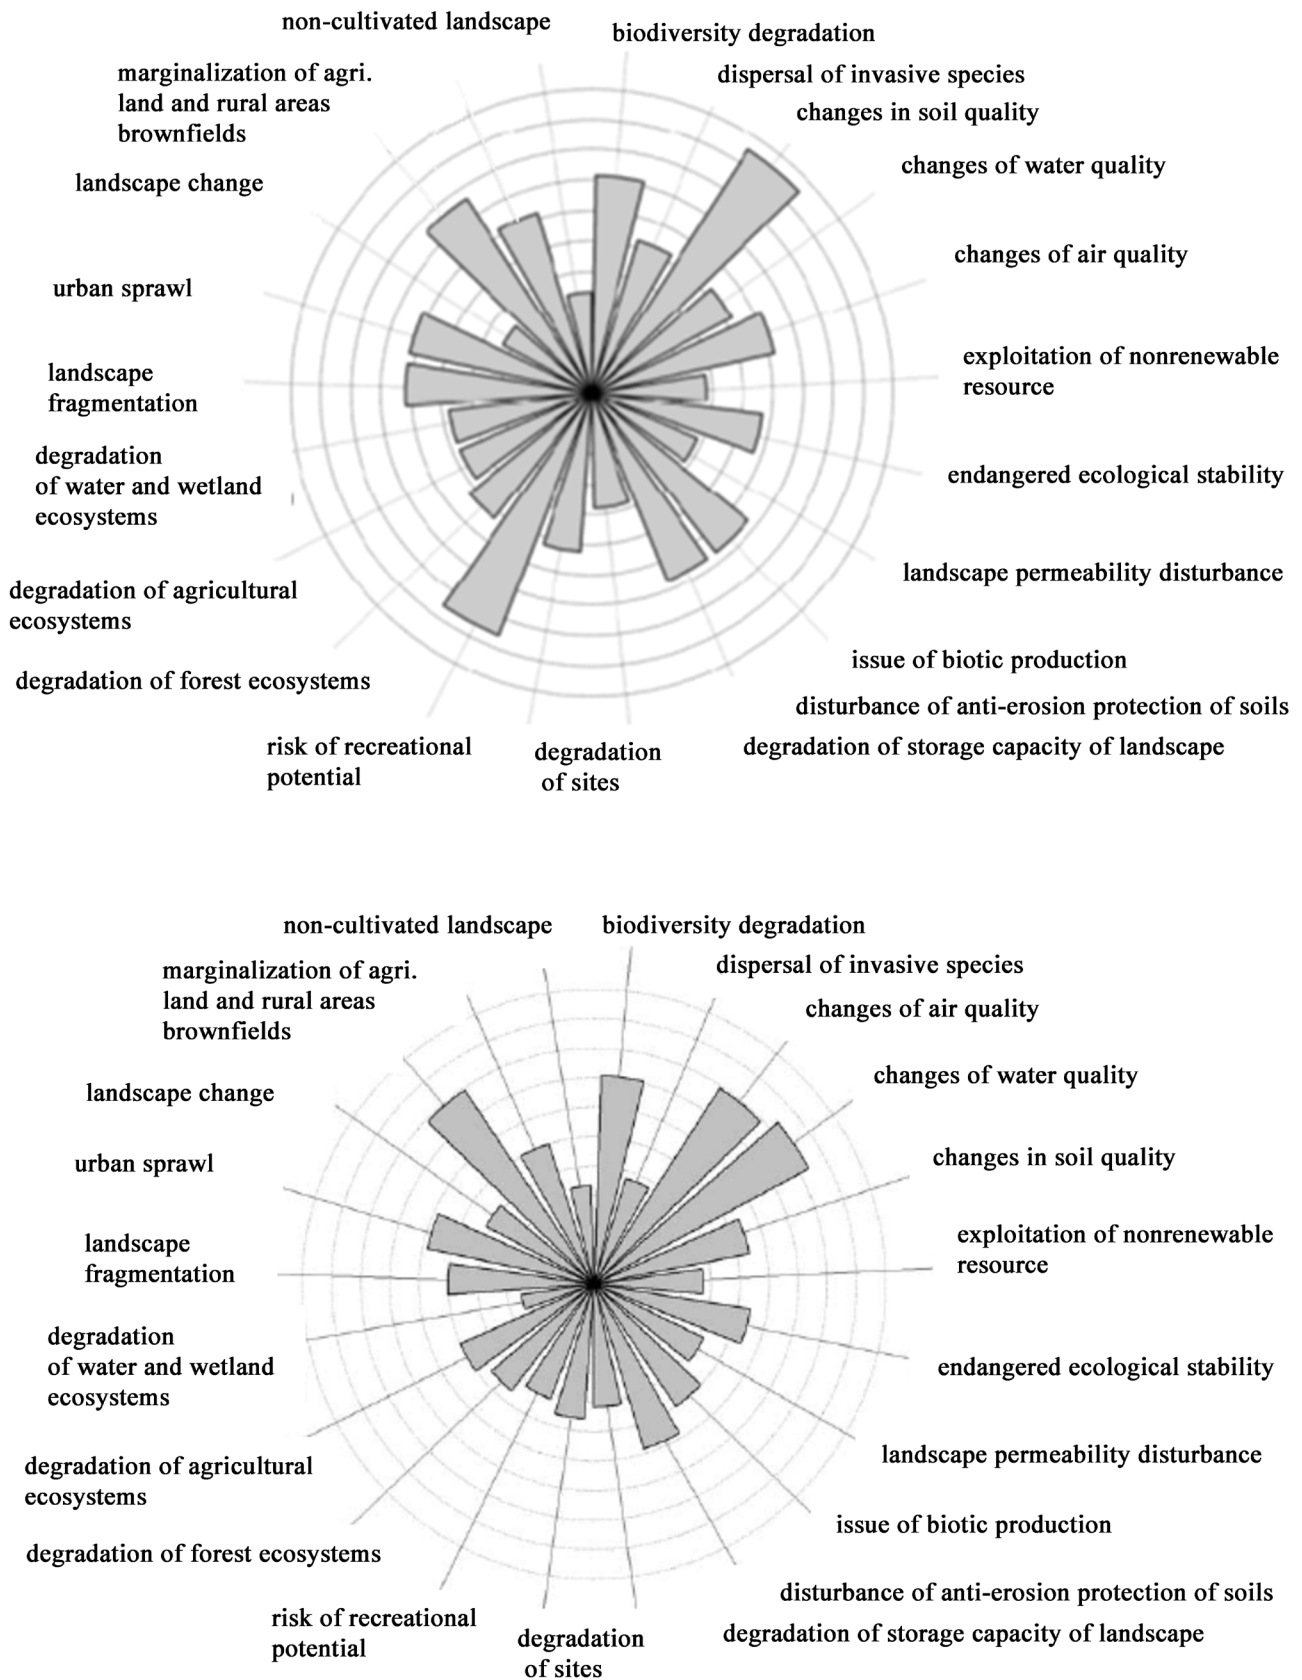 non-cultivated landscape
biodiversity degradation
dispersal of invasive species
changes in soil quality
changes of water quality
changes of air quality
exploitation of nonrenewable
resource
endangered ecological stability
landscape permeability disturbance
issue of biotic production
disturbance of anti-erosion protection of soils
degradation of storage capacity of landscape
degradation
of sites
risk of recreational
potential
degradation of forest ecosystems
degradation of agricultural
ecosystems
degradation
of water and wetland
ecosystems
landscape
fragmentation
urban sprawl
landscape change
marginalization of agri.
land and rural areas
brownfields
non-cultivated landscape
biodiversity degradation
dispersal of invasive species
changes of air quality
changes of water quality
changes in soil quality
exploitation of nonrenewable
resource
endangered ecological stability
landscape permeability disturbance
issue of biotic production
disturbance of anti-erosion protection of soils
degradation of storage capacity of landscape
degradation
of sites
risk of recreational
potential
degradation of forest ecosystems
degradation of agricultural
ecosystems
degradation
of water and wetland
ecosystems
landscape
fragmentation
urban sprawl
landscape change
marginalization of agri.
land and rural areas
brownfields